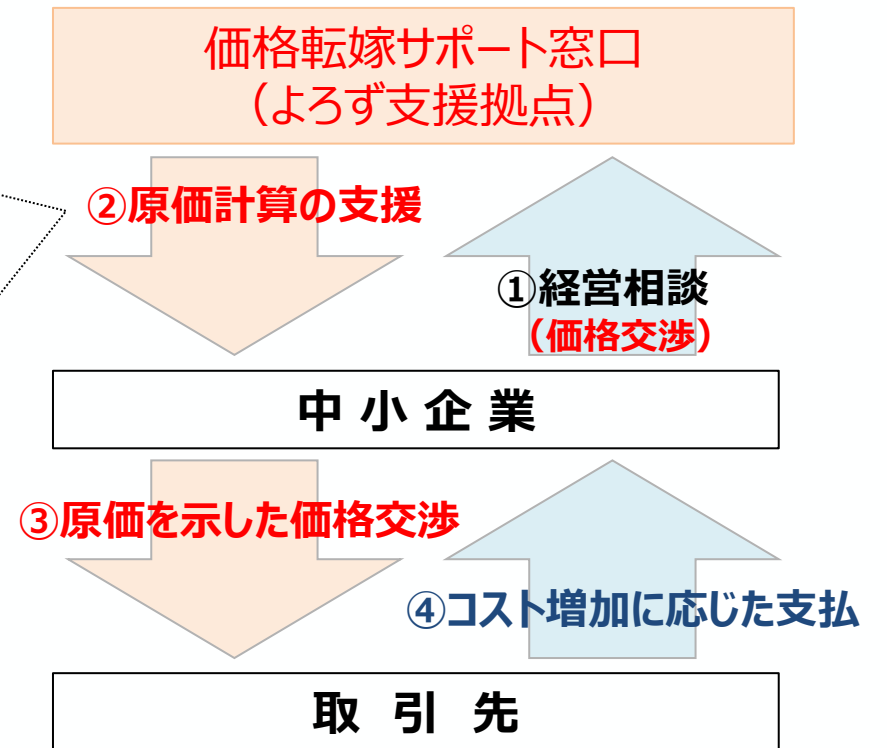 価格転嫁サポート窓口
（よろず支援拠点）
②原価計算の支援
①経営相談
（価格交渉）
中小企業
③原価を示した価格交渉
④コスト増加に応じた支払
取引先